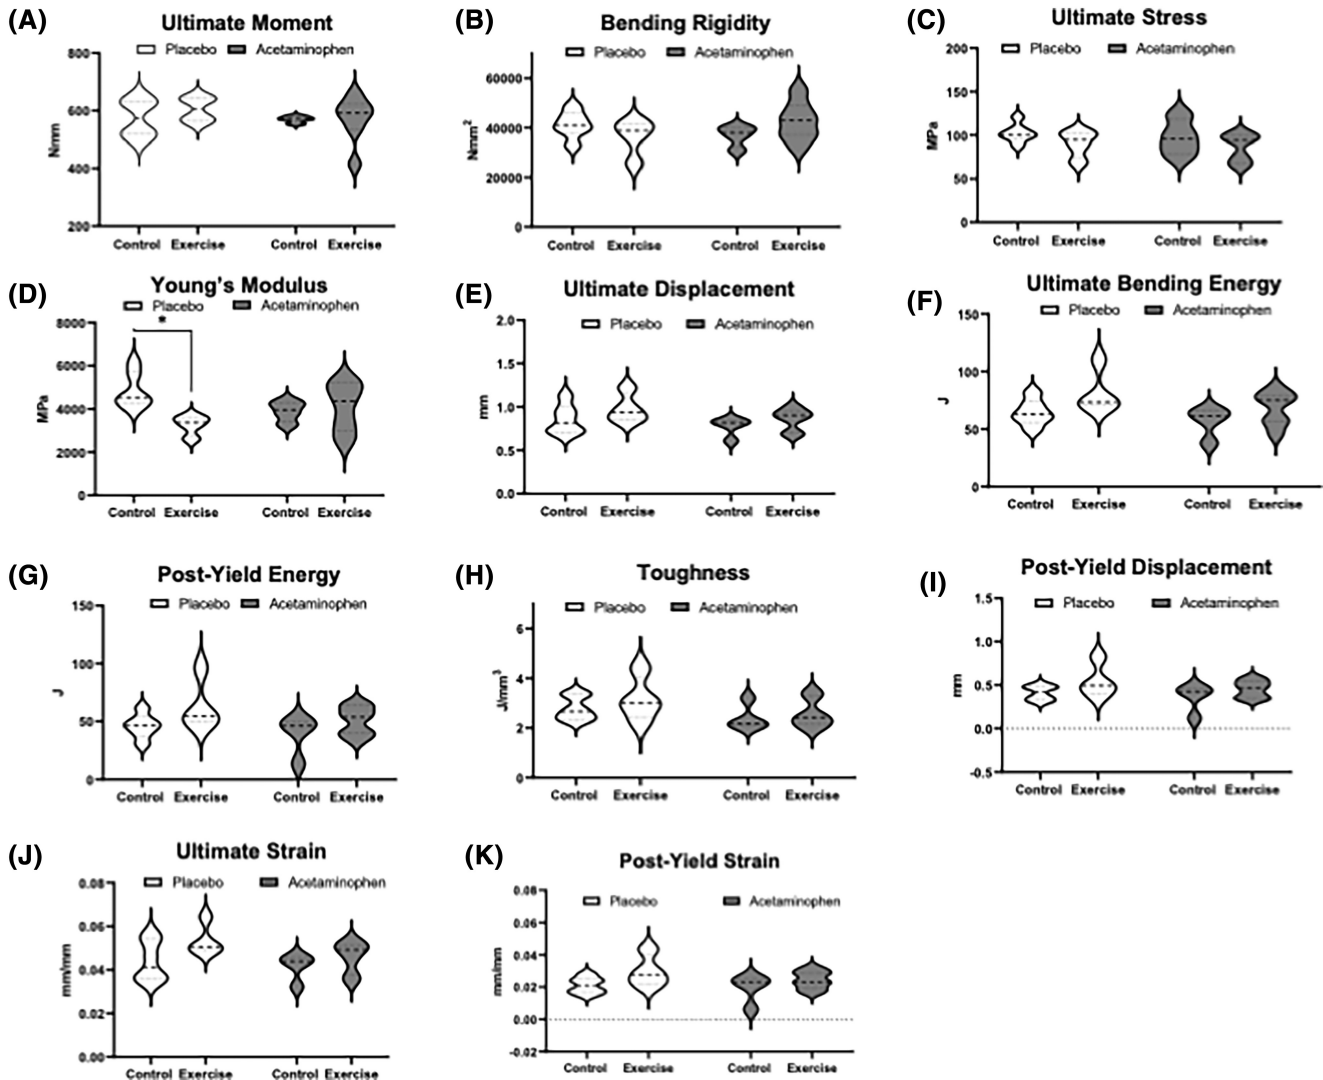 (A) Ultimate Moment
Placebo Acetaminophen
800
600
400
200
Nmm
Control Exercise Control Exercise
(B) Bending Rigidity
Placebo Acetaminophen
60000
40000
20000
0
Nmm²
Control Exercise Control Exercise
(C) Ultimate Stress
Placebo Acetaminophen
200
150
100
50
0
MPa
Control Exercise Control Exercise
(D) Young's Modulus
Placebo Acetaminophen
*
8000
6000
4000
2000
0
MPa
Control Exercise Control Exercise
(E) Ultimate Displacement
Placebo Acetaminophen
2.0
1.5
1.0
0.5
0.0
mm
Control Exercise Control Exercise
(F) Ultimate Bending Energy
Placebo Acetaminophen
150
100
50
0
J
Control Exercise Control Exercise
(G) Post-Yield Energy
Placebo Acetaminophen
150
100
50
0
J
Control Exercise Control Exercise
(H) Toughness
Placebo Acetaminophen
6
4
2
0
J/mm³
Control Exercise Control Exercise
(I) Post-Yield Displacement
Placebo Acetaminophen
1.5
1.0
0.5
0.0
-0.5
mm
Control Exercise Control Exercise
(J) Ultimate Strain
Placebo Acetaminophen
0.08
0.06
0.04
0.02
0.00
mm/mm
Control Exercise Control Exercise
(K) Post-Yield Strain
Placebo Acetaminophen
0.08
0.06
0.04
0.02
0.00
-0.02
mm/mm
Control Exercise Control Exercise